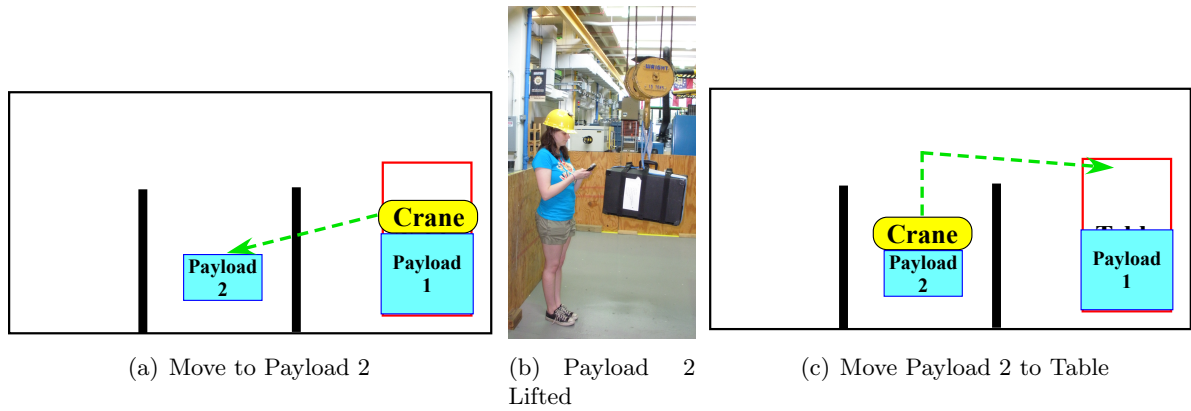 Crane
Payload
2
Payload
1
WRIGHT
Crane
Payload
2
Payload
1
(a) Move to Payload 2
(b) Payload 2
Lifted
(c) Move Payload 2 to Table